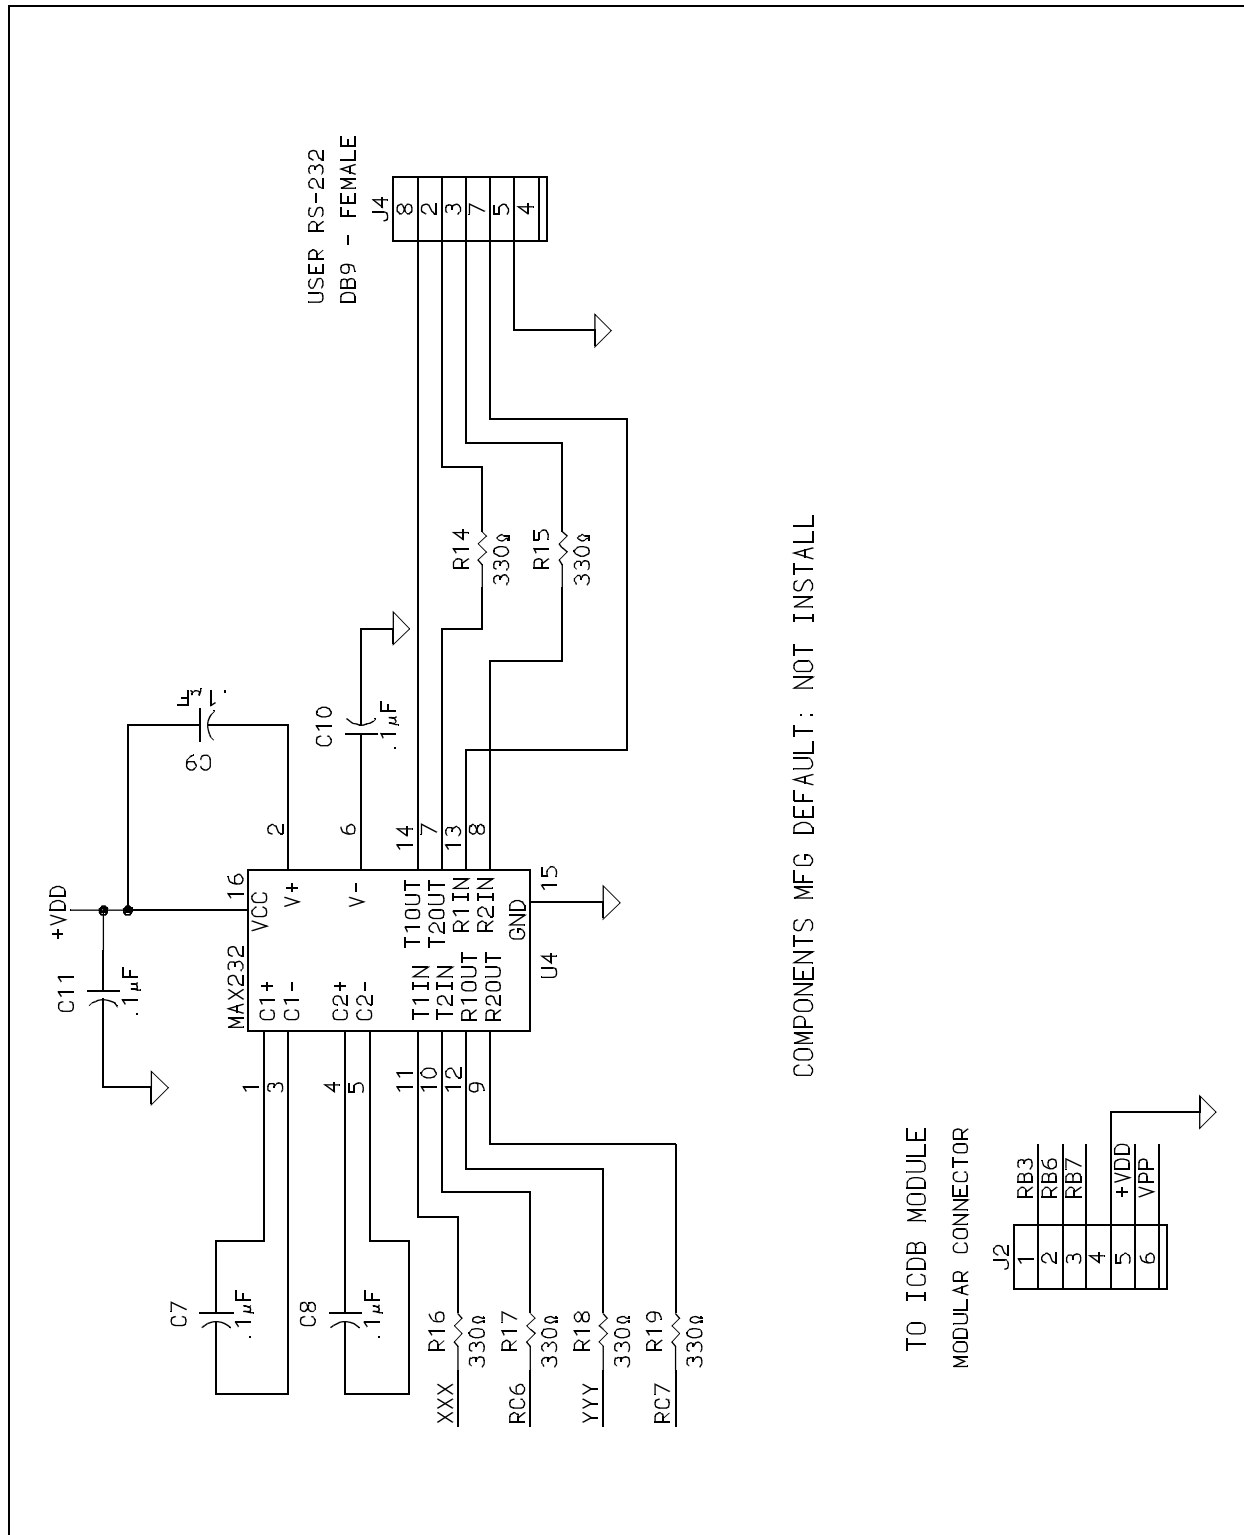 USER RS-232
DB9 - FEMALE
J4
8
2
3
7
5
4
+VDD
C11
.1µF
C9
.1µF
C10
.1µF
R14
330Ω
R15
330Ω
2
6
14
7
13
8
16
15
MAX232
VCC
V+
V-
C1+
C1-
C2+
C2-
T1IN
T2IN
R1OUT
R2OUT
T1OUT
T2OUT
R1IN
R2IN
GND
U4
1
3
4
5
11
10
12
9
C7
.1µF
C8
.1µF
XXX
R16
330Ω
RC6
R17
330Ω
YYY
R18
330Ω
RC7
R19
330Ω
COMPONENTS MFG DEFAULT: NOT INSTALL
TO ICDB MODULE
MODULAR CONNECTOR
J2
1 RB3
2 RB6
3 RB7
4
5 +VDD
6 VPP